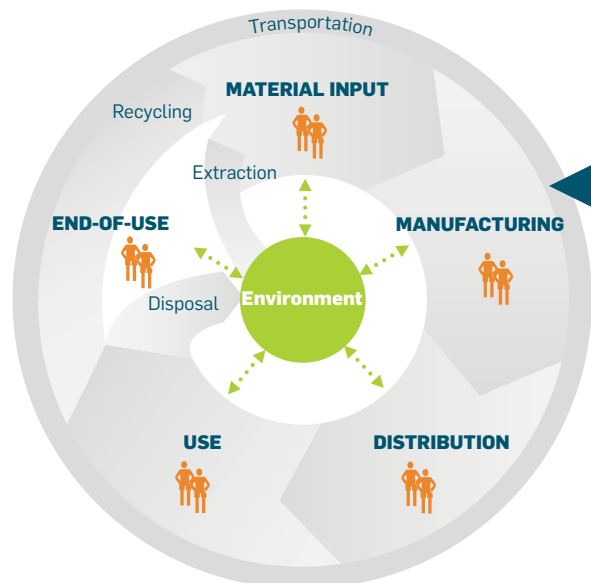 Transportation
MATERIAL INPUT
Recycling
Extraction
END-OF-USE
MANUFACTURING
Disposal
Environment
USE
DISTRIBUTION